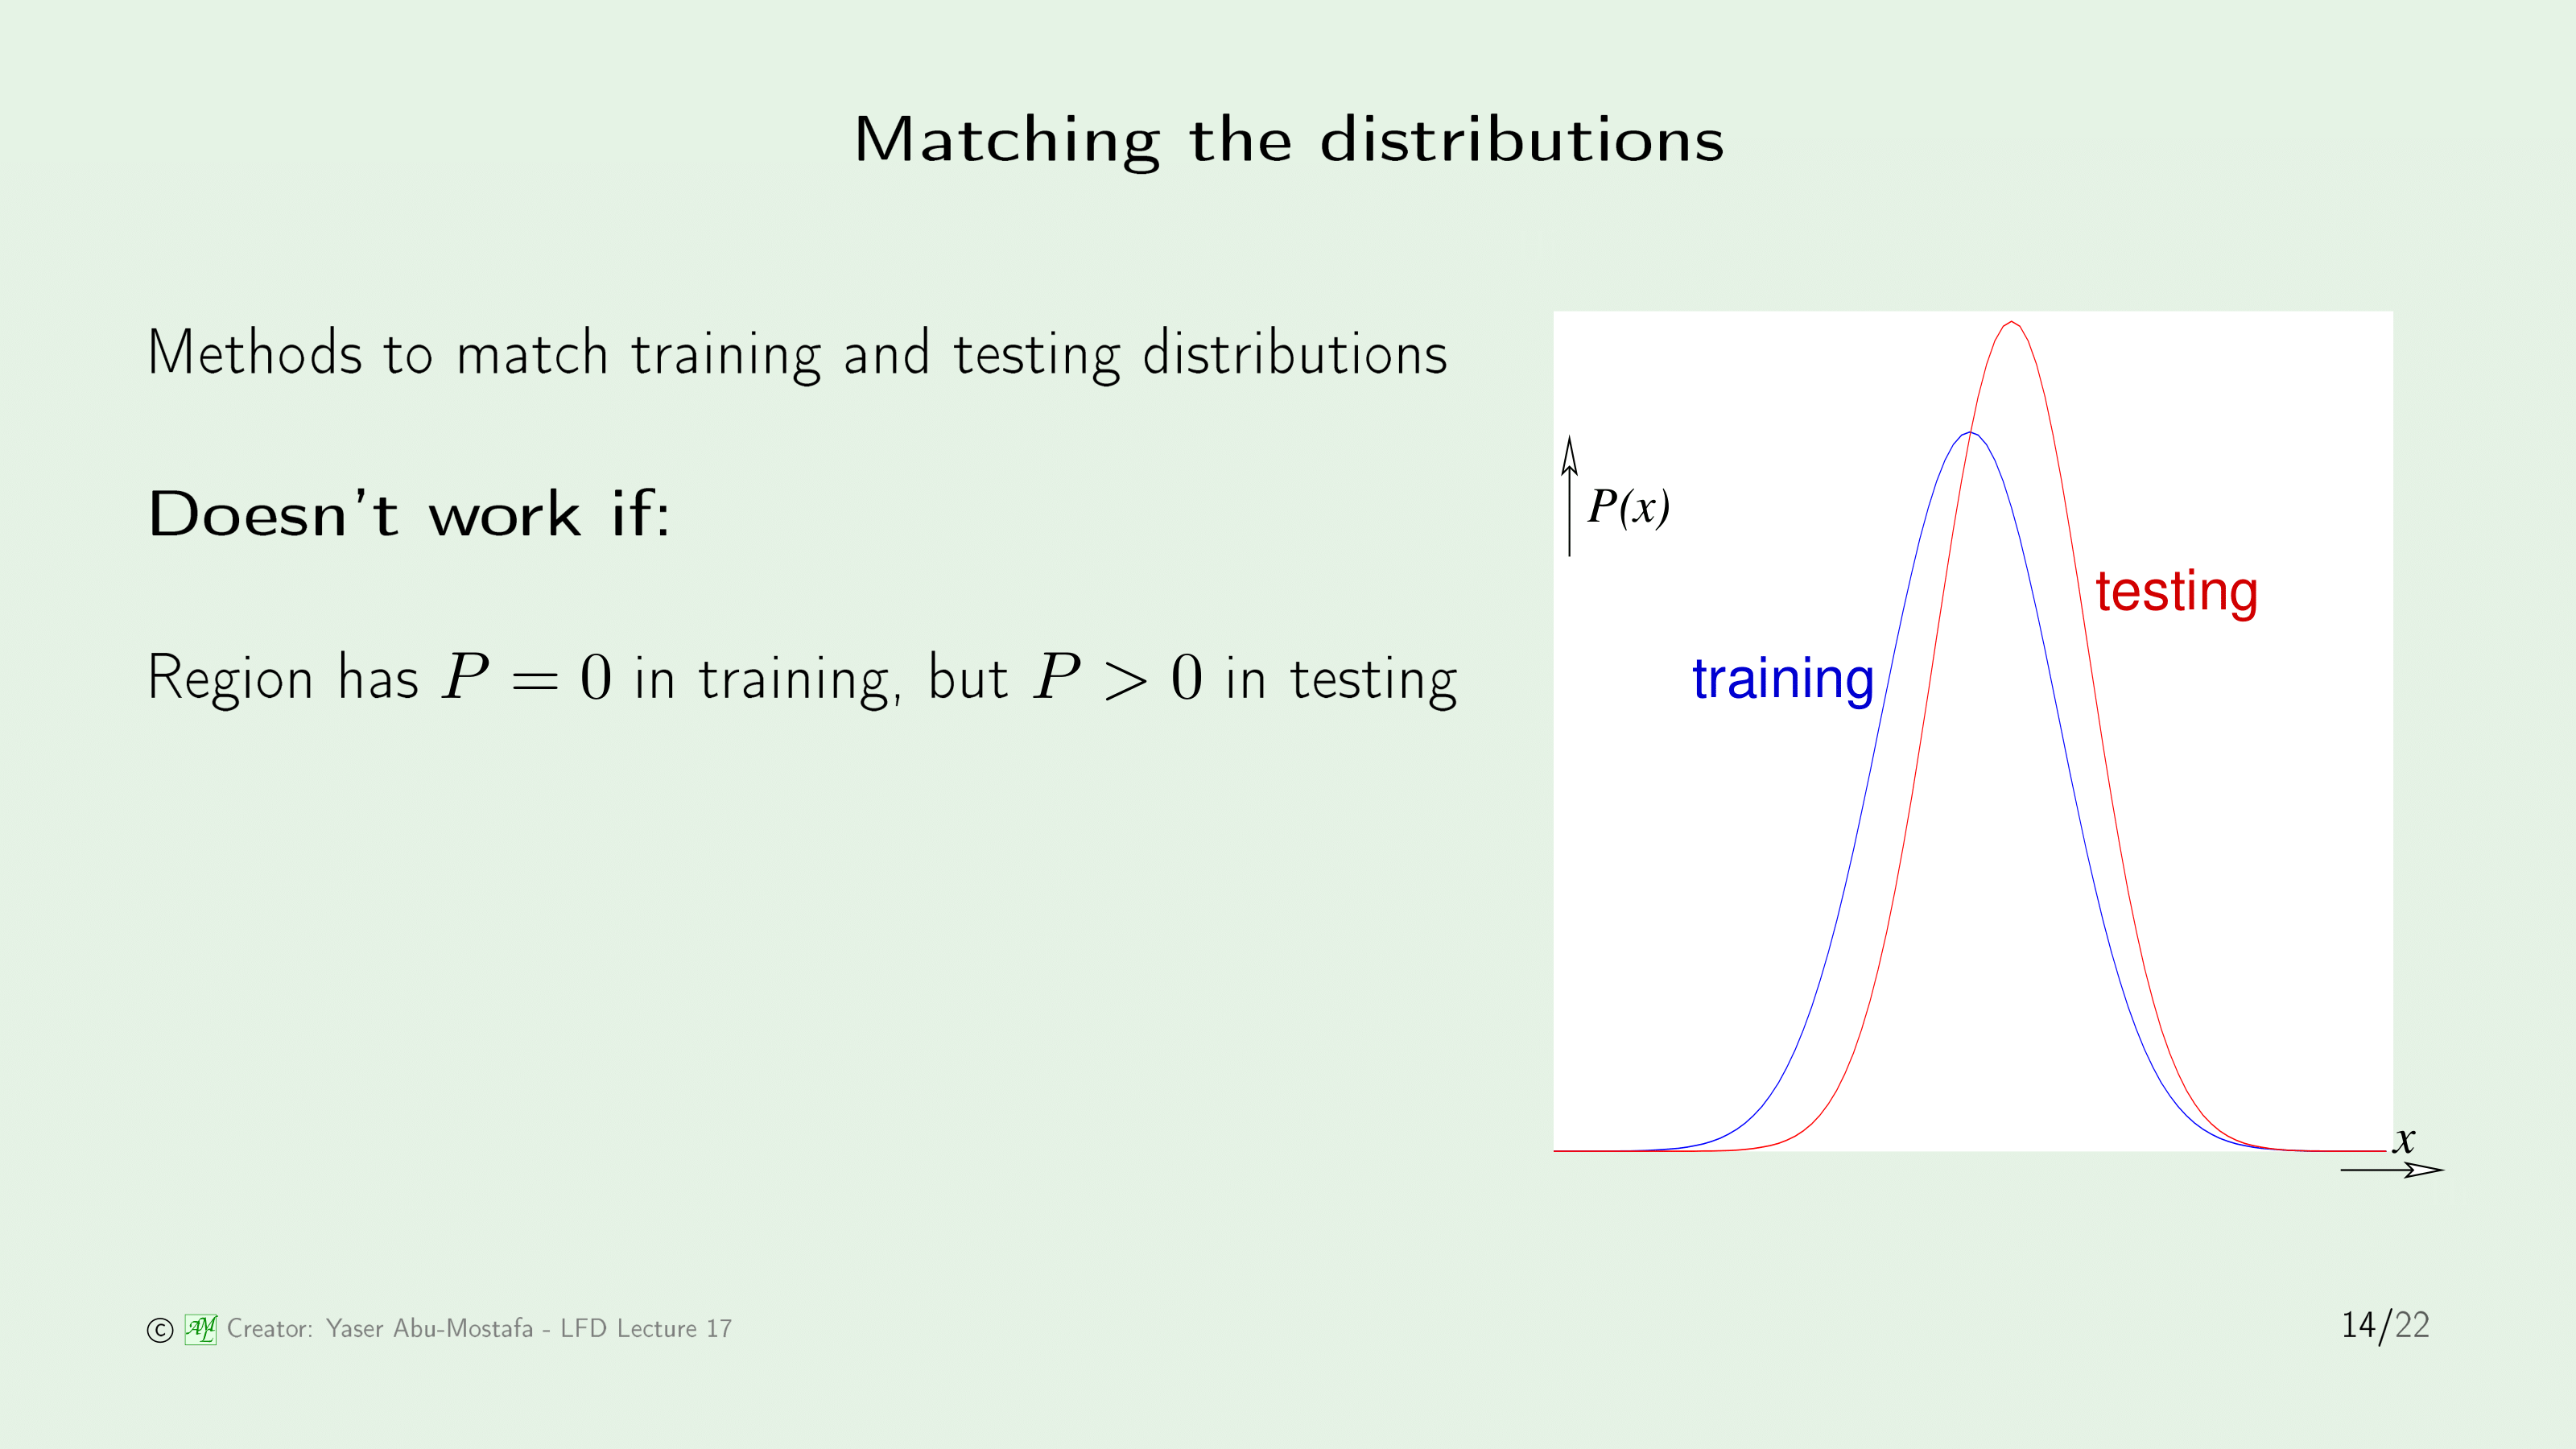 Matching the distributions
Methods to match training and testing distributions
Doesn't work if:
Region has P = 0 in training, but P > 0 in testing
P(x)
testing
training
x
© AML Creator: Yaser Abu-Mostafa - LFD Lecture 17
14/22